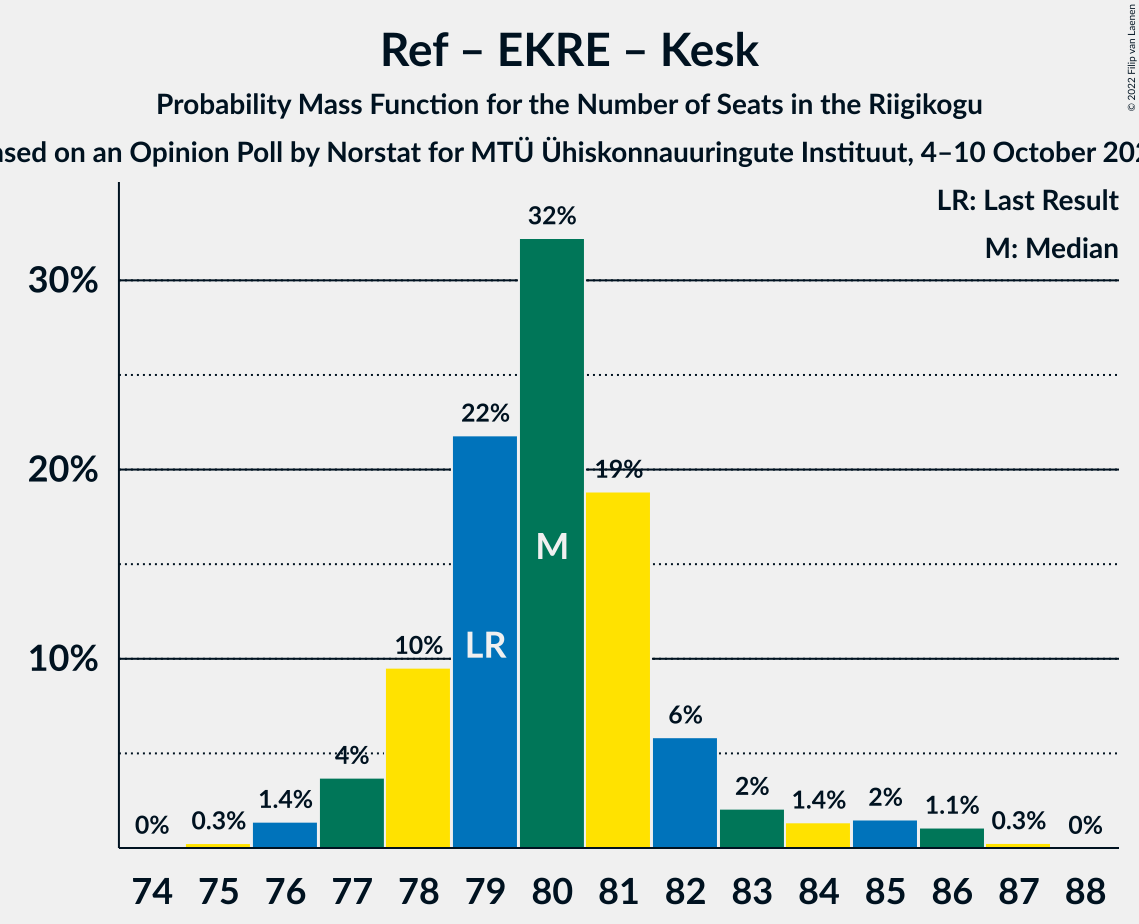 Ref – EKRE – Kesk
Probability Mass Function for the Number of Seats in the Riigikogu
on an Opinion Poll by Norstat for MTÜ Ühiskonnauuringute Instituut, 4–10 October
© 2022 Filip van Laenen
LR: Last Result
M: Median
32%
30%
22%
20%
19%
M
LR
10%
10%
6%
4%
0%
0.3%
1.4%
2%
1.4%
2%
1.1%
0.3%
0%
74 75 76 77 78 79 80 81 82 83 84 85 86 87 88